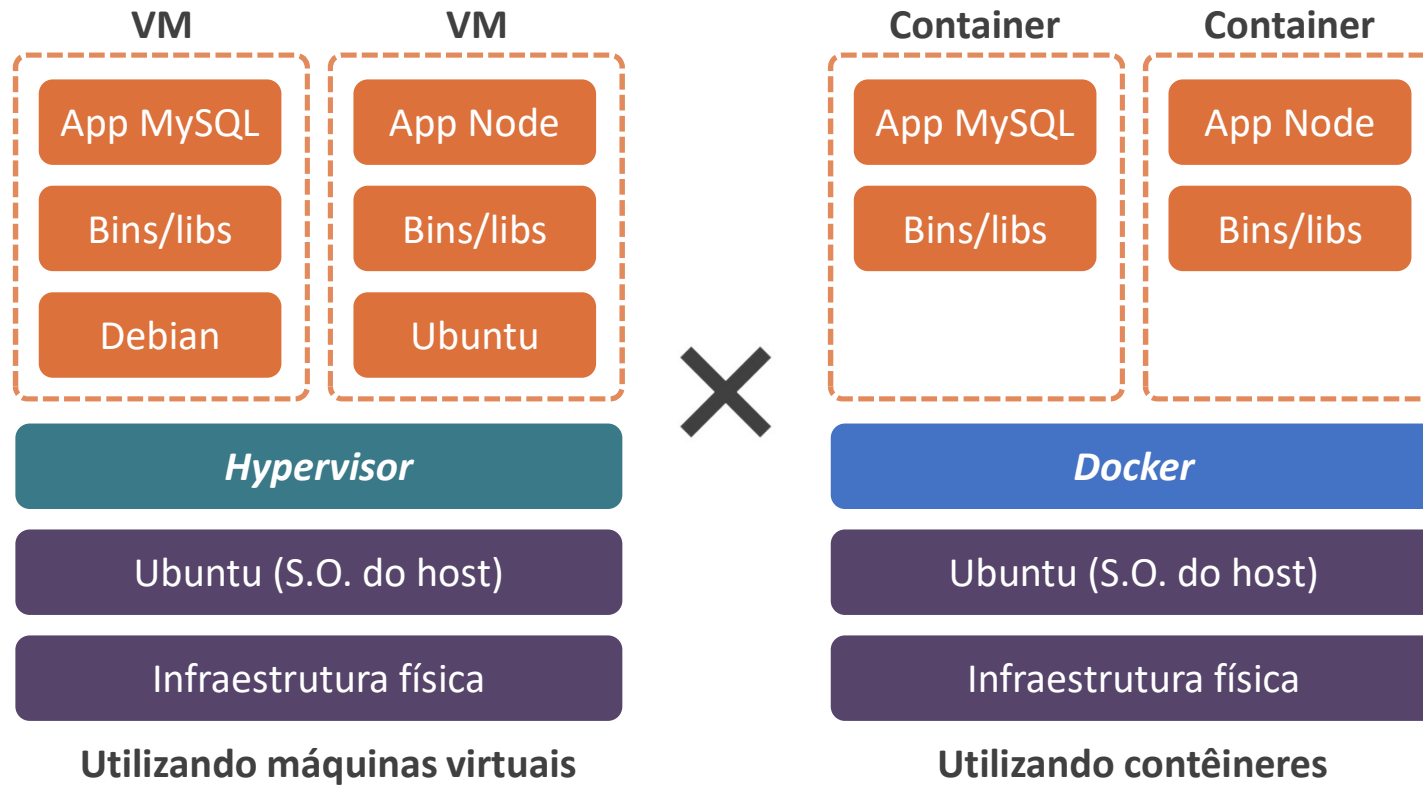 VM
VM
App MySQL
App Node
Bins/libs
Bins/libs
Debian
Ubuntu
Hypervisor
Ubuntu (S.O. do host)
Infraestrutura física
Utilizando máquinas virtuais
Container
Container
App MySQL
App Node
Bins/libs
Bins/libs
Docker
Ubuntu (S.O. do host)
Infraestrutura física
Utilizando contêineres